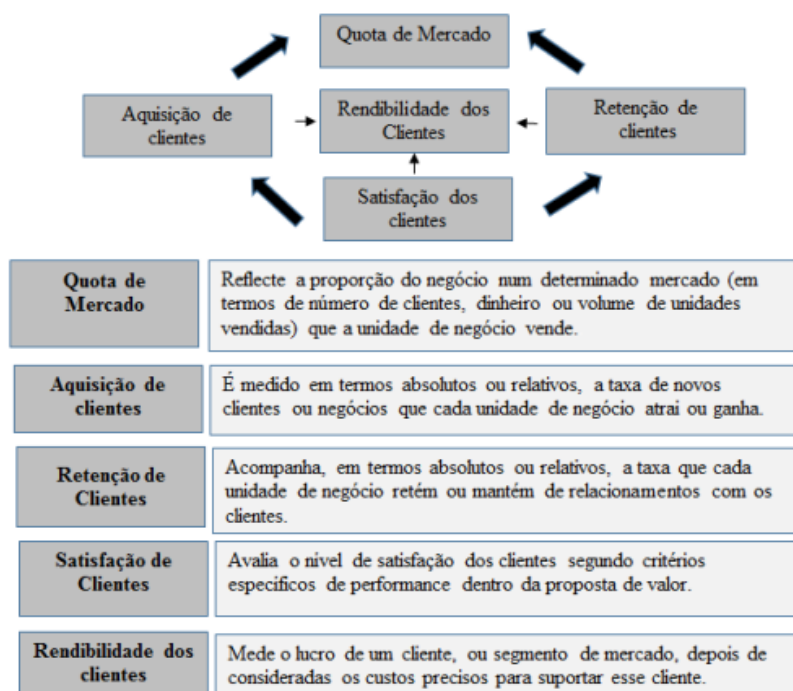 Quota de Mercado
Aquisição de
clientes
Rendibilidade dos
Clientes
Retenção de
clientes
Satisfação dos
clientes
Quota de
Mercado
Reflecte a proporção do negócio num determinado mercado (em
termos de número de clientes, dinheiro ou volume de unidades
vendidas) que a unidade de negócio vende.
Aquisição de
clientes
É medido em termos absolutos ou relativos, a taxa de novos
clientes ou negócios que cada unidade de negócio atrai ou ganha.
Retenção de
Clientes
Acompanha, em termos absolutos ou relativos, a taxa que cada
unidade de negócio retém ou mantém de relacionamentos com os
clientes.
Satisfação de
Clientes
Avalia o nivel de satisfação dos clientes segundo critérios
especificos de performance dentro da proposta de valor.
Rendibilidade dos
clientes
Mede o lucro de um cliente, ou segmento de mercado, depois de
consideradas os custos precisos para suportar esse cliente.